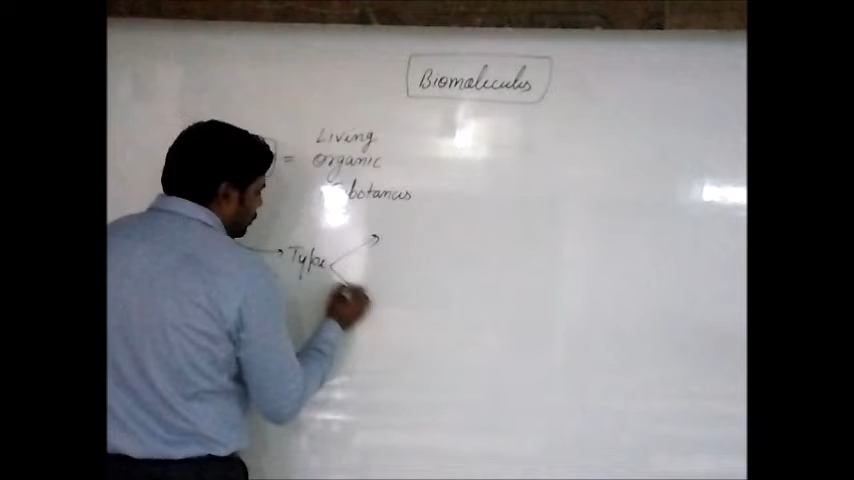 Biomolecules
= Living
organic
Substances
→ Type